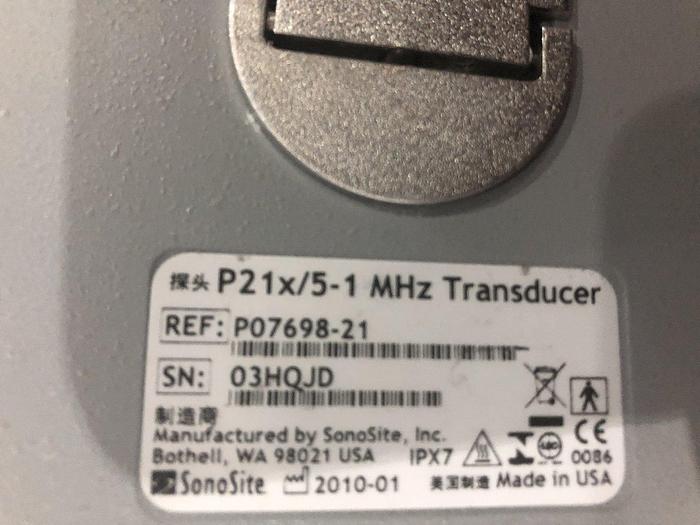 探头 P21x/5-1 MHz Transducer
REF: P07698-21
SN: 03HQJD
制造商
Manufactured by SonoSite, Inc.
Bothell, WA 98021 USA IPX7 CE 0086
SonoSite 2010-01 美国制造 Made in USA